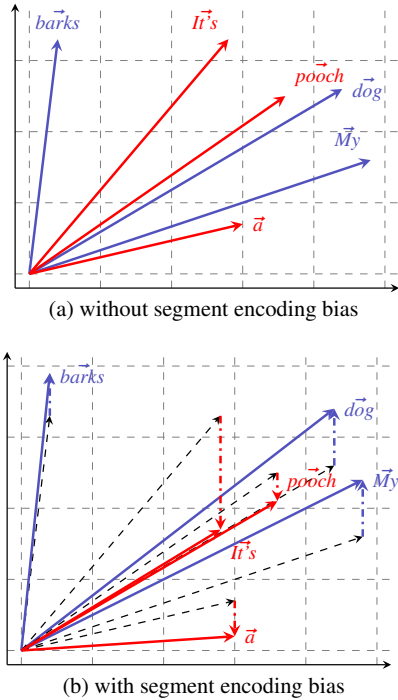 barks
It's
pooch
dog
My
a
(a) without segment encoding bias
barks
dog
pooch
My
It's
a
(b) with segment encoding bias